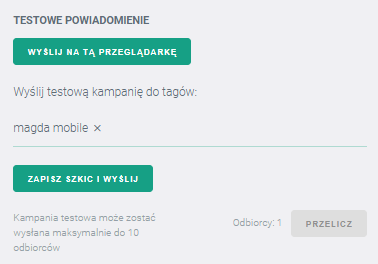 TESTOWE POWIADOMIENIE
WYŚLIJ NA TĄ PRZEGLĄDARKĘ
Wyślij testową kampanię do tagów:
magda mobile ×
ZAPISZ SZKIC I WYŚLIJ
Kampania testowa może zostać
wysłana maksymalnie do 10
odbiorców
Odbiorcy: 1
PRZELICZ